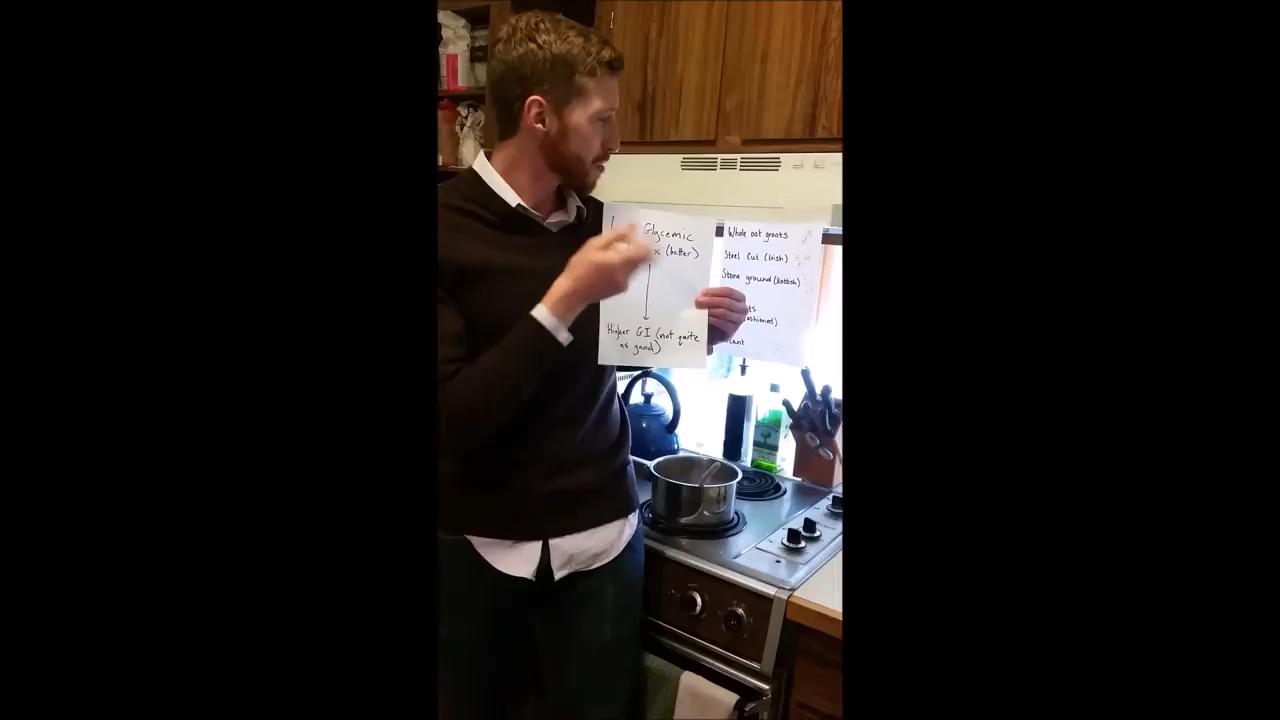 L Glycemic
x (better)
Higher GI (not quite
as good)
Whole oat groats
Steel Cut (Irish)
Stone ground (Scottish)
ts
ashioned)
tant